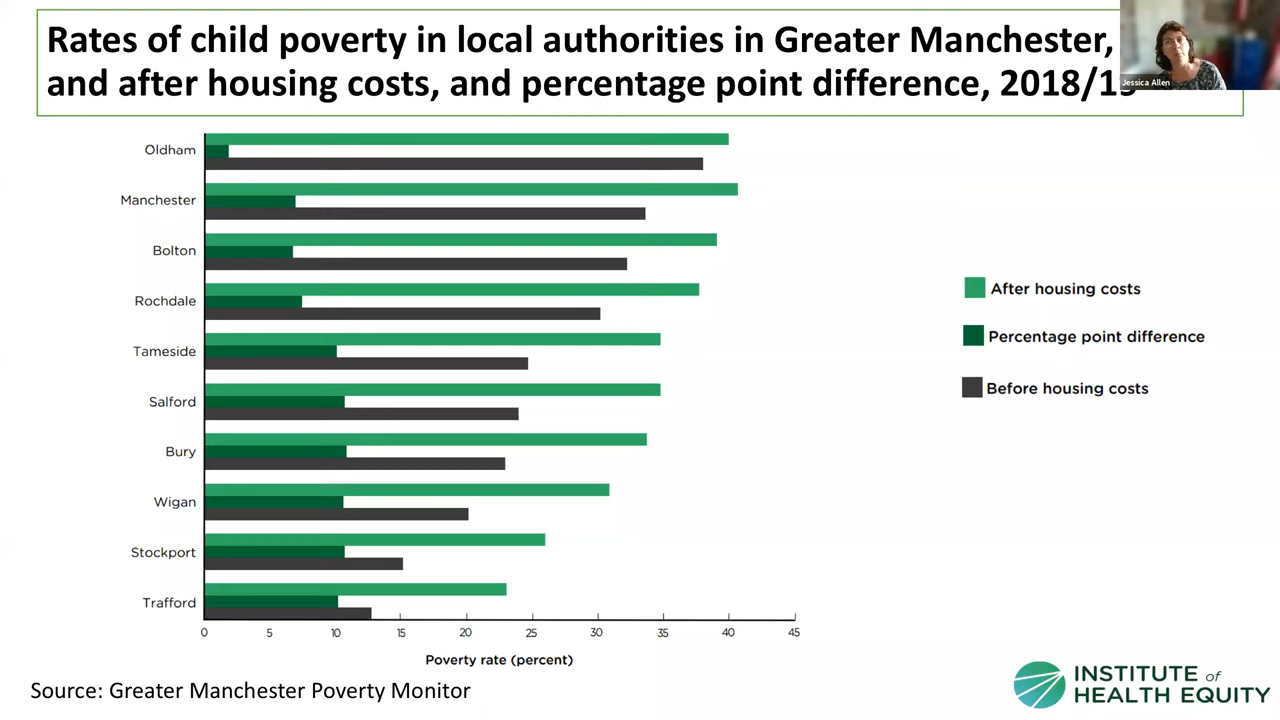 Rates of child poverty in local authorities in Greater Manchester,
and after housing costs, and percentage point difference, 2018/19
Jessica Allen
Oldham
Manchester
Bolton
Rochdale
Tameside
Salford
Bury
Wigan
Stockport
Trafford
0 5 10 15 20 25 30 35 40 45
Poverty rate (percent)
After housing costs
Percentage point difference
Before housing costs
Source: Greater Manchester Poverty Monitor
INSTITUTE of
HEALTH EQUITY